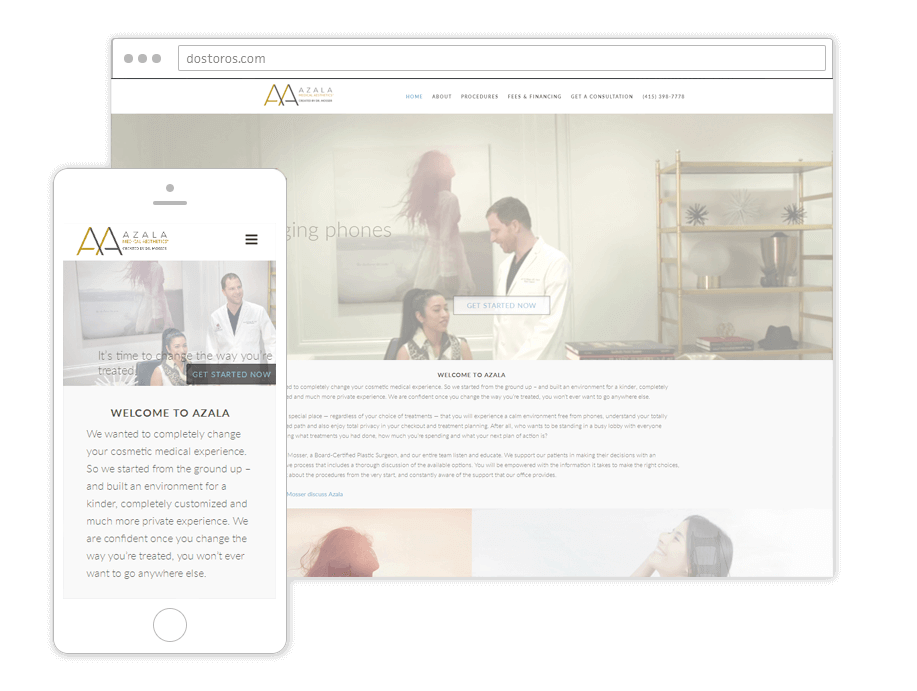 dostoros.com
AZALA
MEDICAL AESTHETICS
CREATED BY DR. MOSSER
HOME ABOUT PROCEDURES FEES & FINANCING GET A CONSULTATION (415) 390-7770
ging phones
GET STARTED NOW
WELCOME TO AZALA
ed to completely change your cosmetic medical experience. So we started from the ground up – and built an environment for a kinder, completely
ed and much more private experience. We are confident once you change the way you're treated, you won't ever want to go anywhere else.
special place — regardless of your choice of treatments — that you will experience a calm environment free from phones, understand your totally
ed path and also enjoy total privacy in your checkout and treatment planning. After all, who wants to be standing in a busy lobby with everyone
ing what treatments you had done, how much you're spending and what your next plan of action is?
Mosser, a Board-Certified Plastic Surgeon, and our entire team listen and educate. We support our patients in making their decisions with an
ve process that includes a thorough discussion of the available options. You will be empowered with the information it takes to make the right choices,
about the procedures from the very start, and constantly aware of the support that our office provides.
Mosser discuss Azala
AZALA
MEDICAL AESTHETICS
CREATED BY DR. MOSSER
It's time to change the way you're
treated
GET STARTED NOW
WELCOME TO AZALA
We wanted to completely change
your cosmetic medical experience.
So we started from the ground up –
and built an environment for a
kinder, completely customized and
much more private experience. We
are confident once you change the
way you're treated, you won't ever
want to go anywhere else.